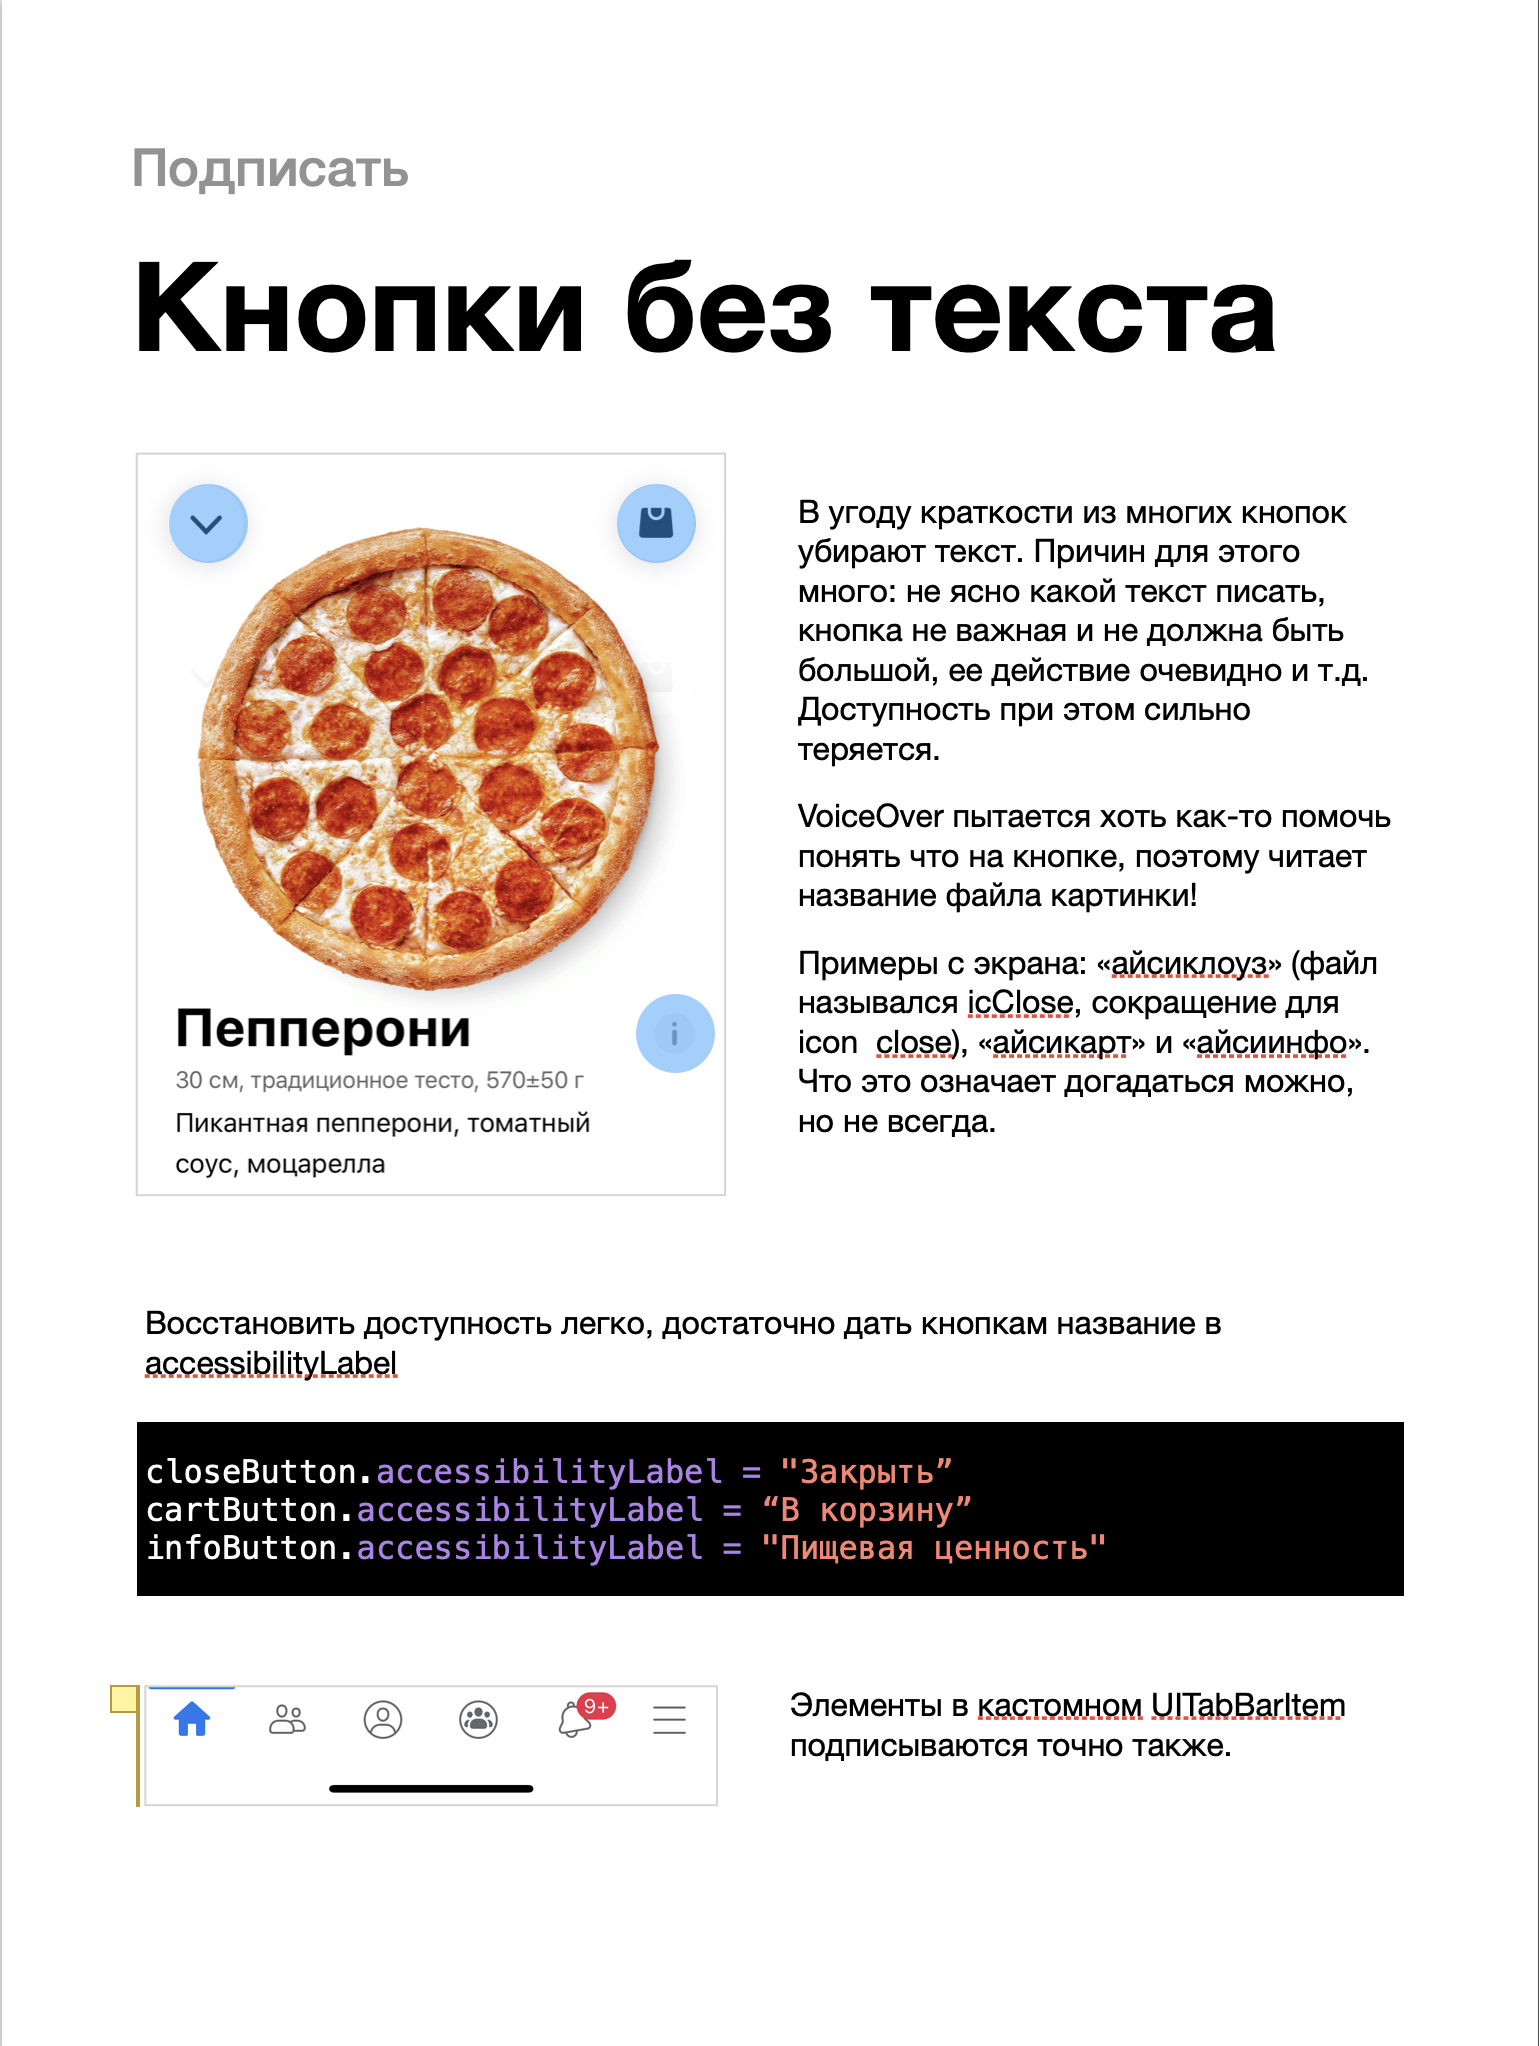 Подписать
Кнопки без текста
В угоду краткости из многих кнопок
убирают текст. Причин для этого
много: не ясно какой текст писать,
кнопка не важная и не должна быть
большой, ее действие очевидно и т.д.
Доступность при этом сильно
теряется.
VoiceOver пытается хоть как-то помочь
понять что на кнопке, поэтому читает
название файла картинки!
Примеры с экрана: «айсиклоуз» (файл
назывался icClose, сокращение для
icon  close), «айсикарт» и «айсиинфо».
Что это означает догадаться можно,
но не всегда.
Пепперони
i
30 см, традиционное тесто, 570±50 г
Пикантная пепперони, томатный
соус, моцарелла
Восстановить доступность легко, достаточно дать кнопкам название в
accessibilityLabel
closeButton.accessibilityLabel = "Закрыть”
cartButton.accessibilityLabel = “В корзину”
infoButton.accessibilityLabel = "Пищевая ценность"
9+
Элементы в кастомном UITabBarItem
подписываются точно также.